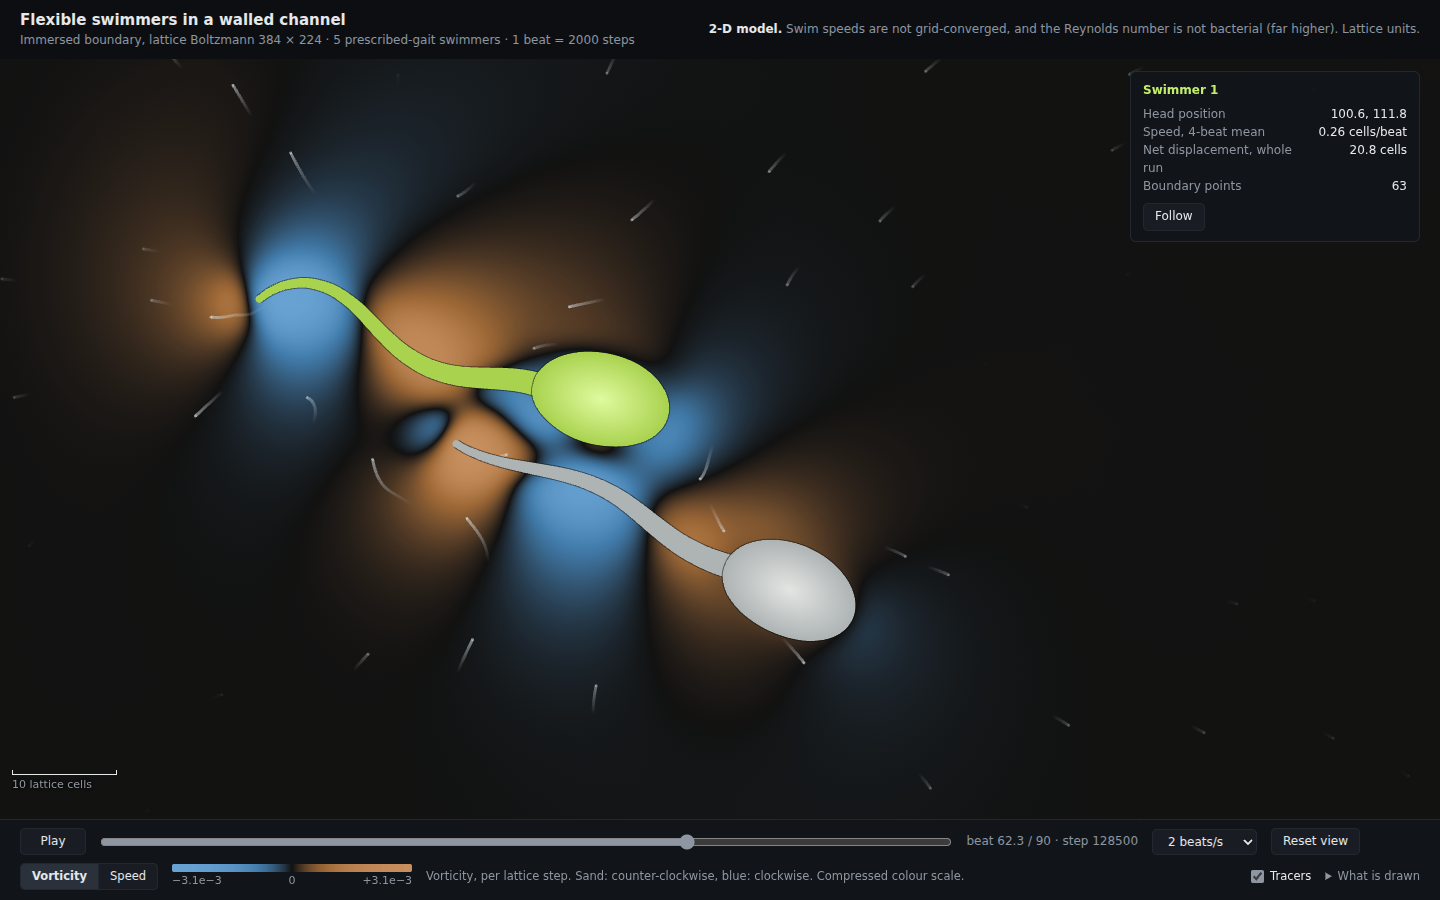 Flexible swimmers in a walled channel
Immersed boundary, lattice Boltzmann 384 × 224 · 5 prescribed-gait swimmers · 1 beat = 2000 steps
2-D model. Swim speeds are not grid-converged, and the Reynolds number is not bacterial (far higher). Lattice units.
Swimmer 1
Head position 100.6, 111.8
Speed, 4-beat mean 0.26 cells/beat
Net displacement, whole run 20.8 cells
Boundary points 63
Follow
10 lattice cells
Play
beat 62.3 / 90 · step 128500
2 beats/s
Reset view
Vorticity
Speed
−3.1e−3 0 +3.1e−3
Vorticity, per lattice step. Sand: counter-clockwise, blue: clockwise. Compressed colour scale.
Tracers
What is drawn